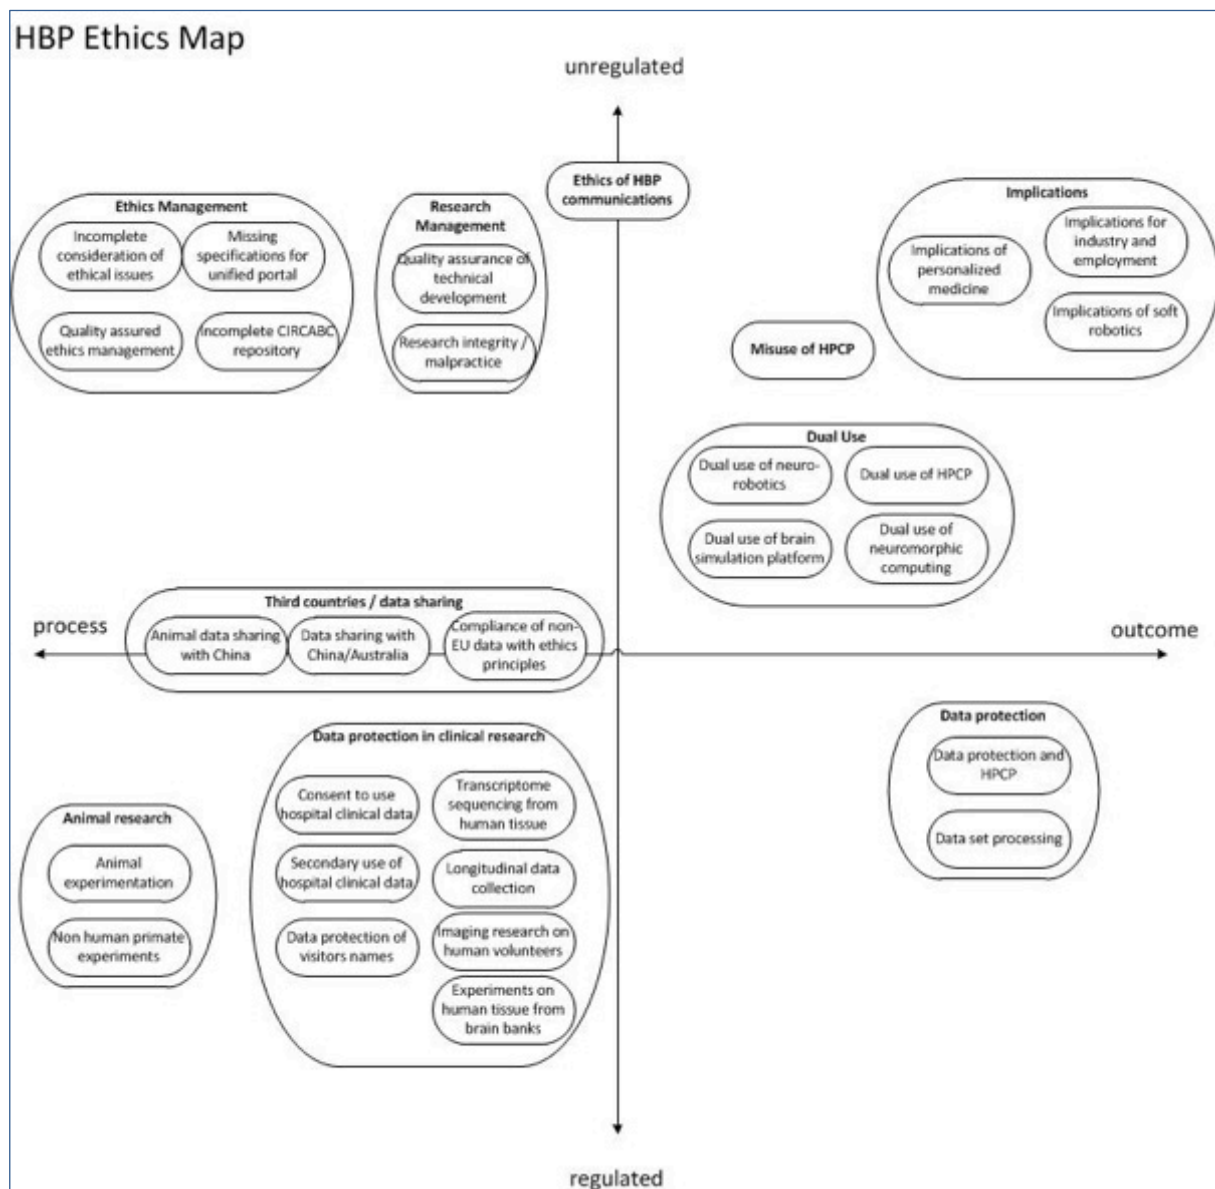 HBP Ethics Map
unregulated
Ethics of HBP
communications
Ethics Management
Incomplete
consideration of
ethical issues
Missing
specifications for
unified portal
Quality assured
ethics management
Incomplete CIRCABC
repository
Research
Management
Quality assurance of
technical
development
Research integrity /
malpractice
Implications
Implications of
personalized
medicine
Implications for
industry and
employment
Implications of soft
robotics
Misuse of HPCP
Dual Use
Dual use of neuro-
robotics
Dual use of HPCP
Dual use of brain
simulation platform
Dual use of
neuromorphic
computing
process
Third countries / data sharing
Animal data sharing
with China
Data sharing with
China/Australia
Compliance of non-
EU data with ethics
principles
outcome
Data protection in clinical research
Consent to use
hospital clinical data
Transcriptome
sequencing from
human tissue
Secondary use of
hospital clinical data
Longitudinal data
collection
Data protection of
visitors names
Imaging research on
human volunteers
Experiments on
human tissue from
brain banks
Animal research
Animal
experimentation
Non human primate
experiments
Data protection
Data protection and
HPCP
Data set processing
regulated